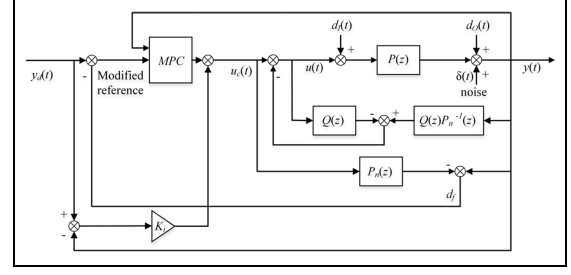 d_I(t)
d_O(t)
MPC
P(z)
y_d(t)
-
Modified
reference
u_c(t)
-
u(t)
+
+
+
δ(t)
noise
y(t)
Q(z)
-
+
Q(z)P_n^{-1}(z)
P_n(z)
-
-
d_f
+
-
K_i